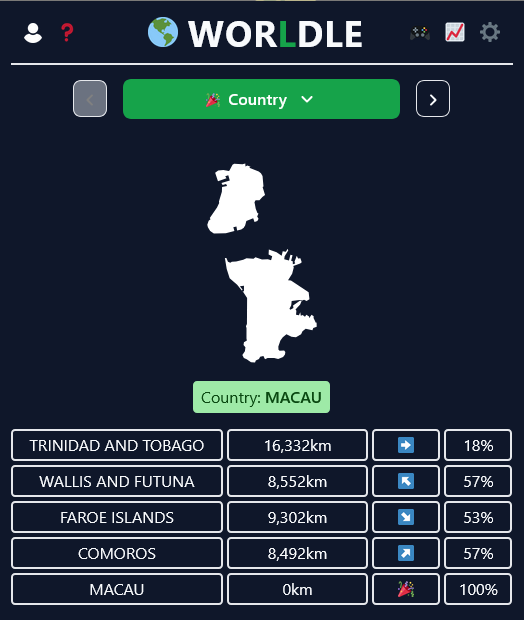 WORLDLE
Country
Country: MACAU
TRINIDAD AND TOBAGO 16,332km 18%
WALLIS AND FUTUNA 8,552km 57%
FAROE ISLANDS 9,302km 53%
COMOROS 8,492km 57%
MACAU 0km 100%